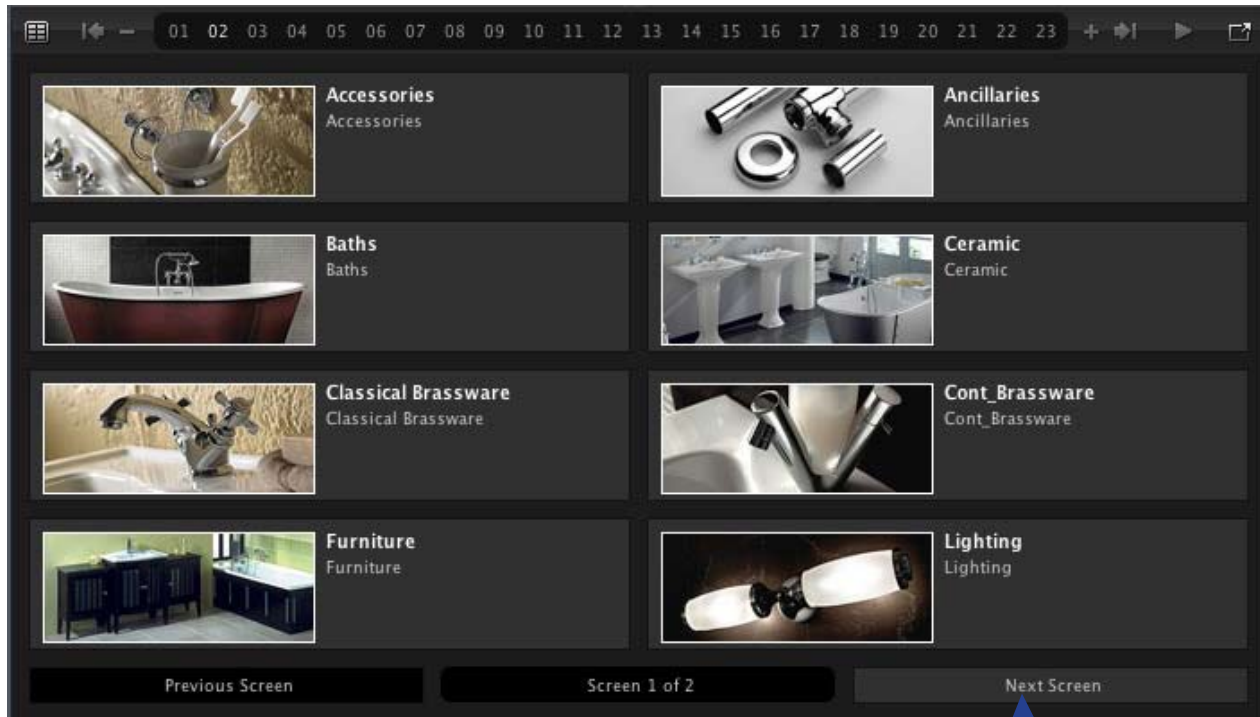 01 02 03 04 05 06 07 08 09 10 11 12 13 14 15 16 17 18 19 20 21 22 23
Accessories
Accessories
Ancillaries
Ancillaries
Baths
Baths
Ceramic
Ceramic
Classical Brassware
Classical Brassware
Cont_Brassware
Cont_Brassware
Furniture
Furniture
Lighting
Lighting
Previous Screen
Screen 1 of 2
Next Screen